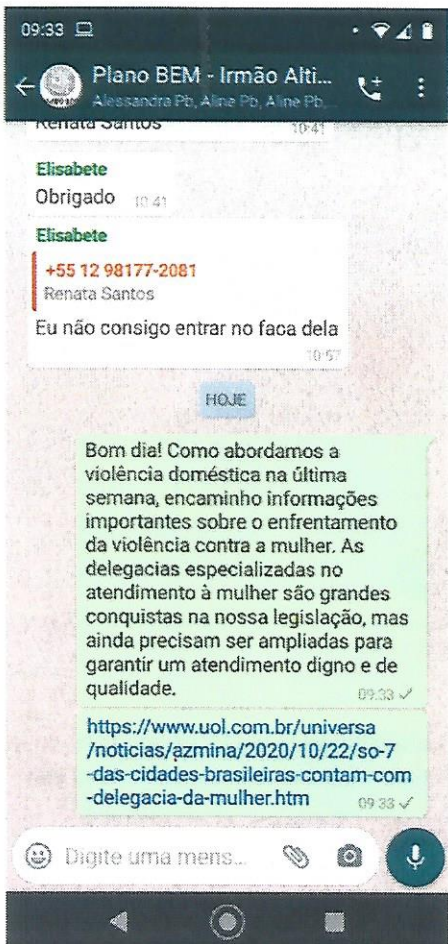 09:33
Plano BEM - Irmão Alti...
Alessandra Pb, Aline Pb, Aline Pb,
Renata Santos 10:41
Elisabete
Obrigado 10:41
Elisabete
+55 12 98177-2081
Renata Santos
Eu não consigo entrar no faca dela
10:57
HOJE
Bom dia! Como abordamos a
violência doméstica na última
semana, encaminho informações
importantes sobre o enfrentamento
da violência contra a mulher. As
delegacias especializadas no
atendimento à mulher são grandes
conquistas na nossa legislação, mas
ainda precisam ser ampliadas para
garantir um atendimento digno e de
qualidade. 09:33
https://www.uol.com.br/universa
/noticias/azmina/2020/10/22/so-7
-das-cidades-brasileiras-contam-com
-delegacia-da-mulher.htm 09:33
Digite uma mens...